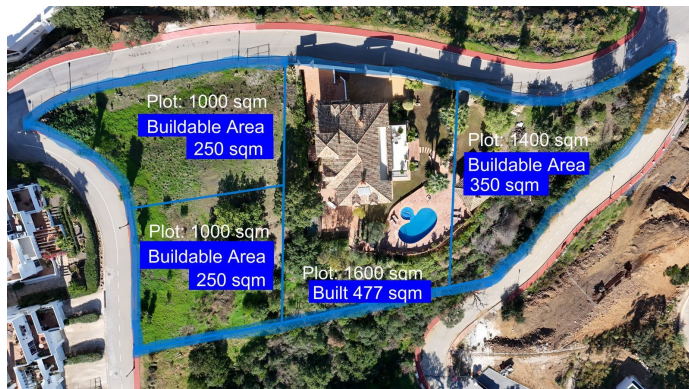 Plot: 1000 sqm
Buildable Area
250 sqm
Plot: 1400 sqm
Buildable Area
350 sqm
Plot: 1000 sqm
Buildable Area
250 sqm
Plot: 1600 sqm
Built 477 sqm